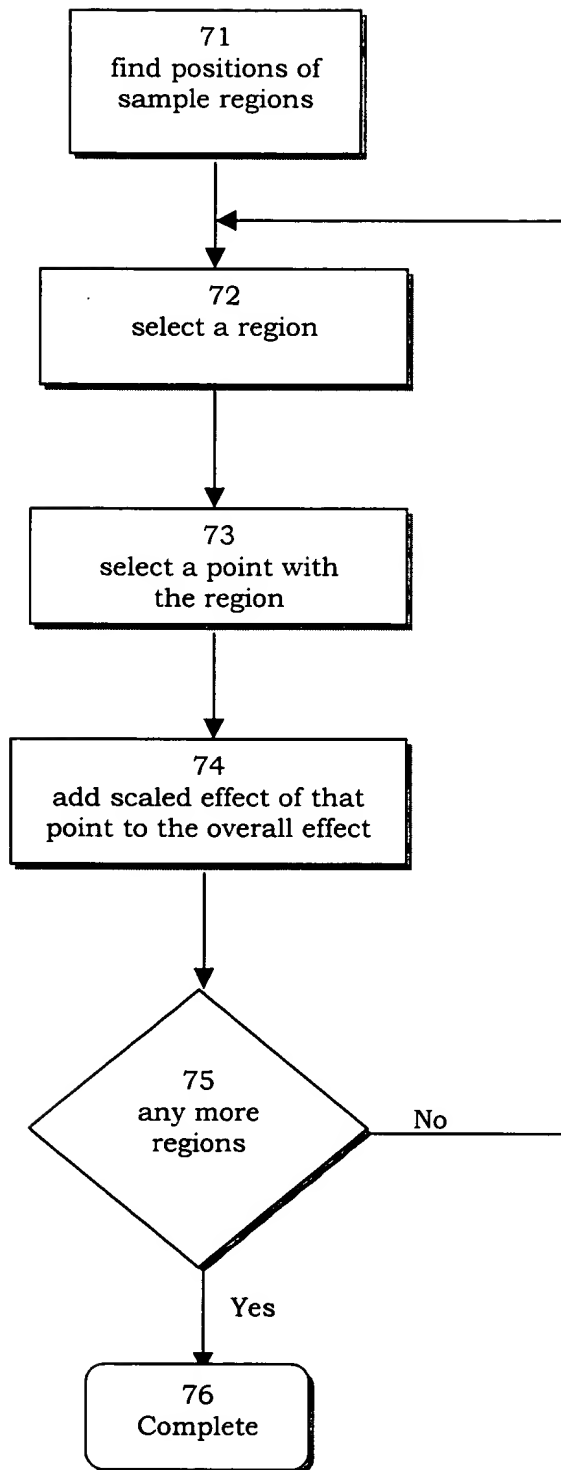 71
find positions of
sample regions
72
select a region
73
select a point with
the region
74
add scaled effect of that
point to the overall effect
75
any more
regions
No
Yes
76
Complete